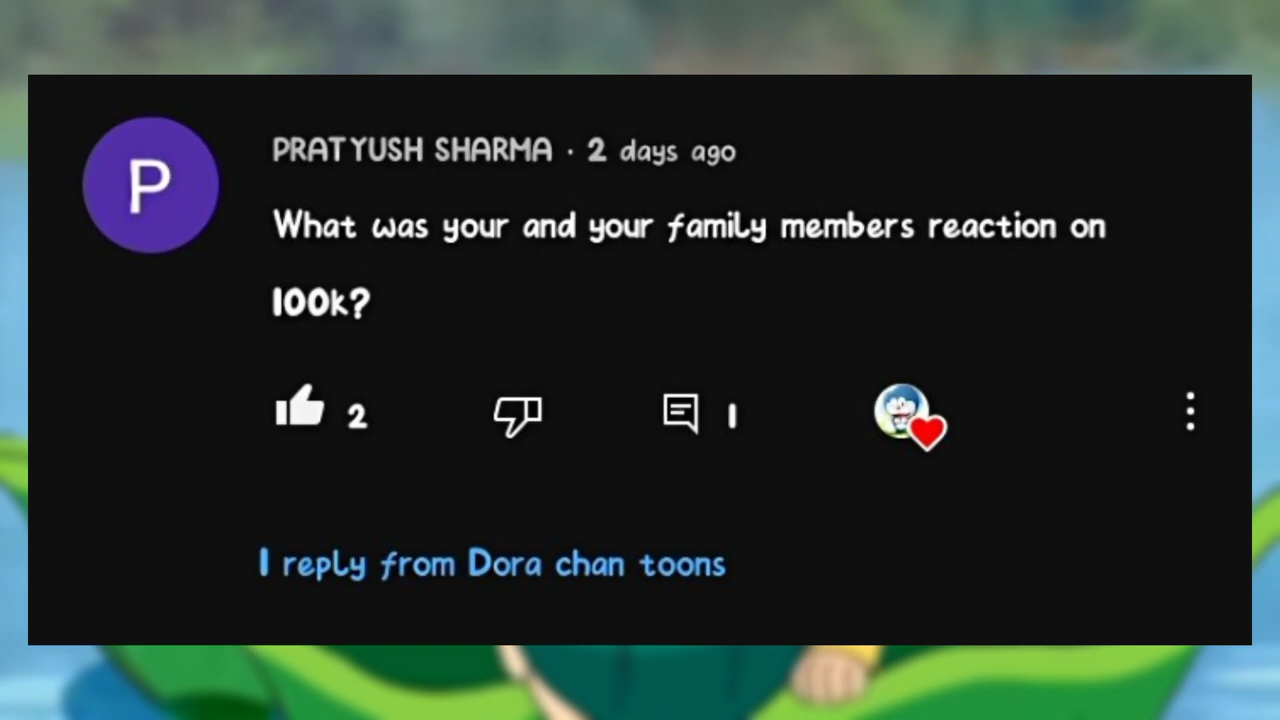 P
PRATYUSH SHARMA · 2 days ago
What was your and your family members reaction on
100k?
2
1
1 reply from Dora chan toons